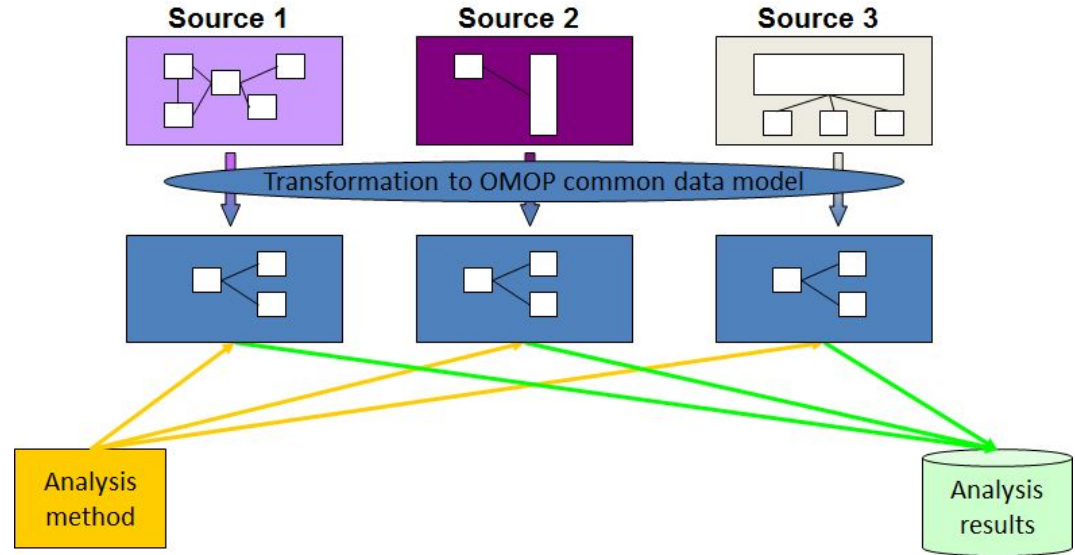 Source 1
Source 2
Source 3
Transformation to OMOP common data model
Analysis
method
Analysis
results